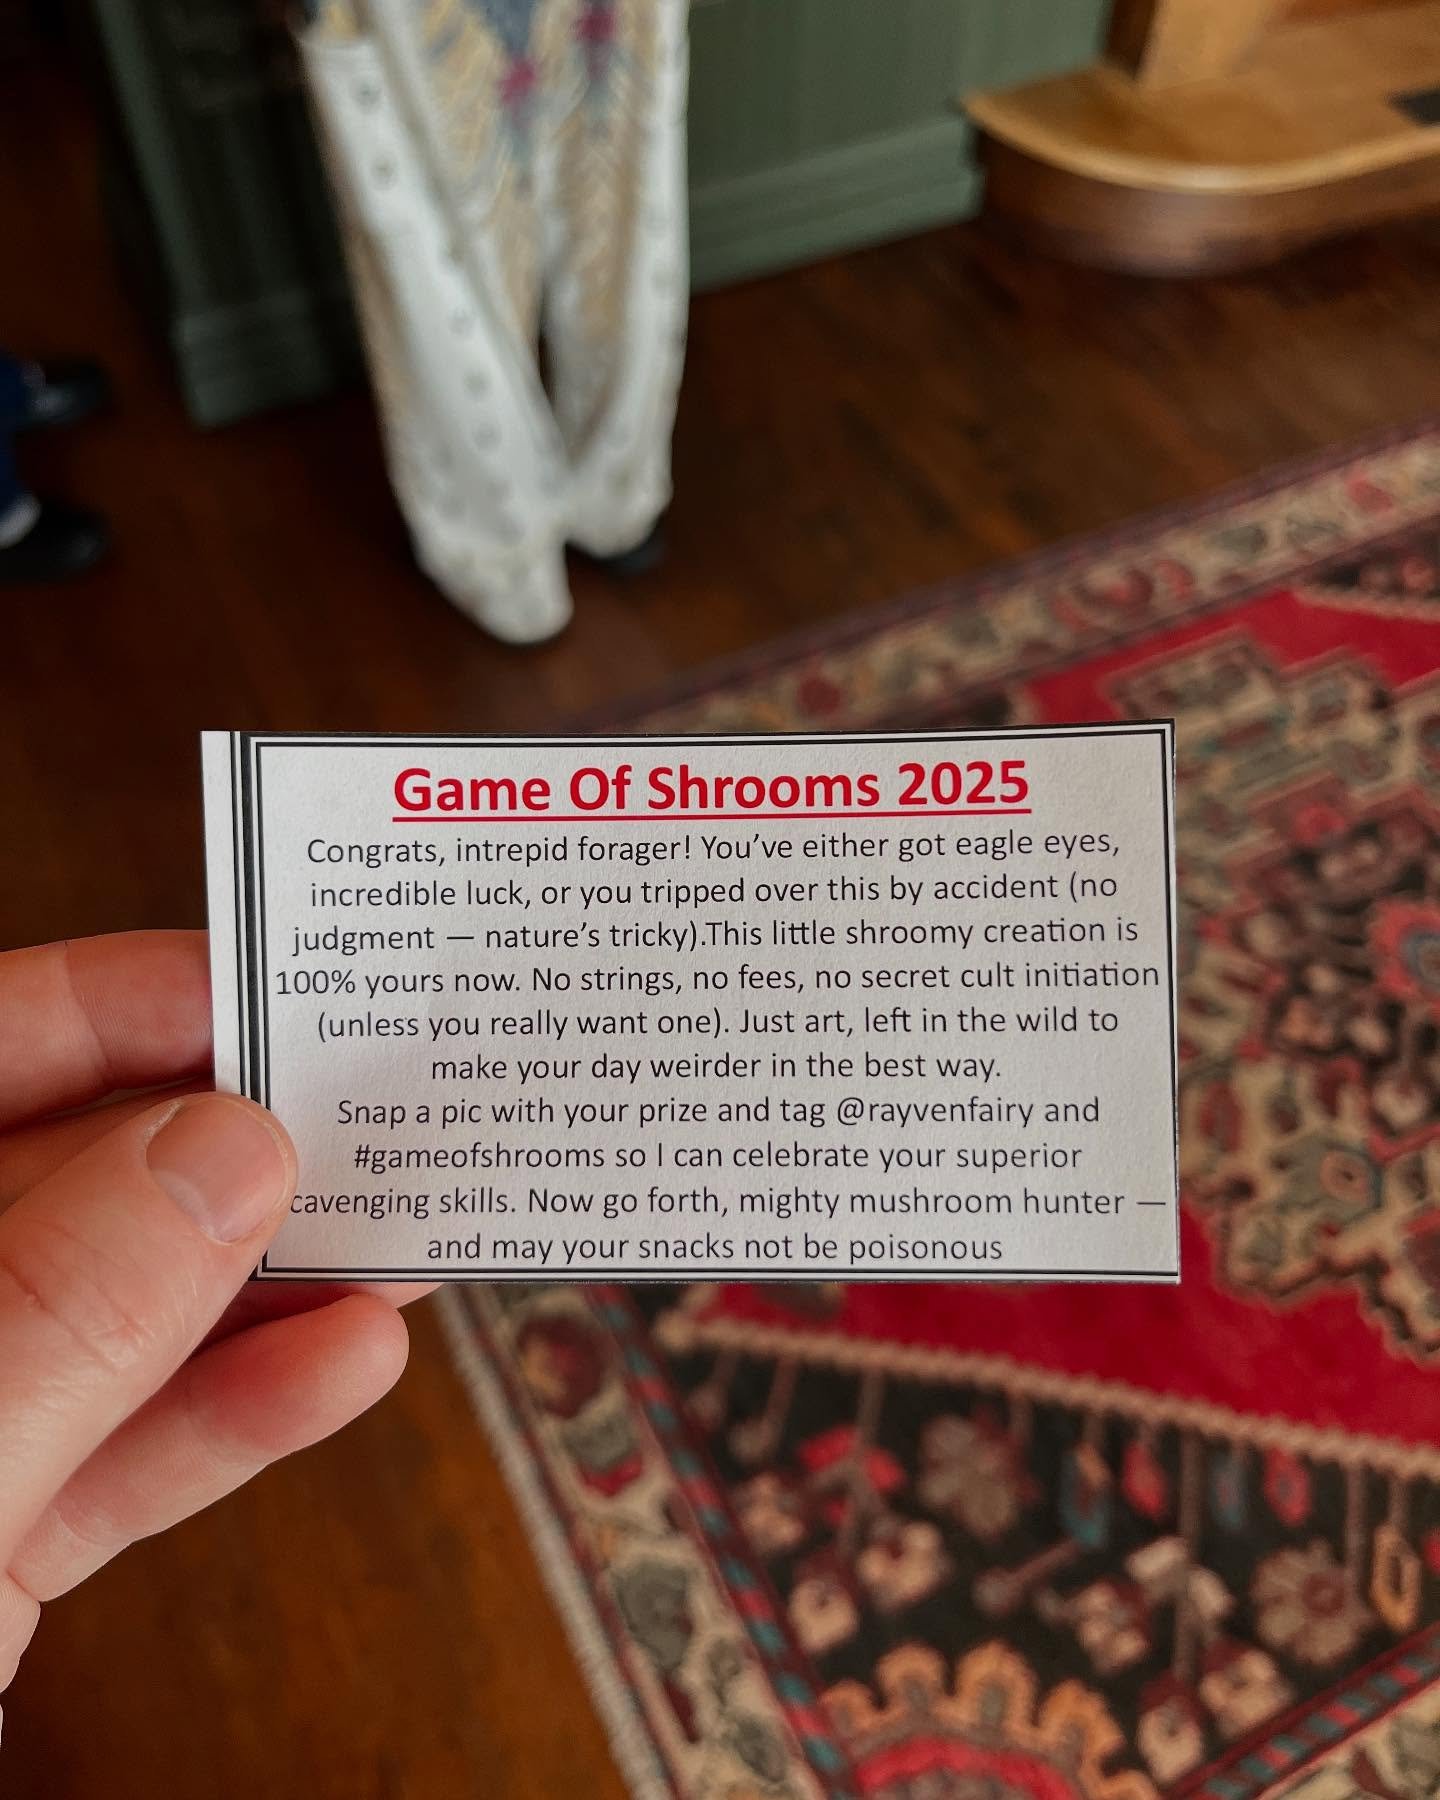 Game Of Shrooms 2025
Congrats, intrepid forager! You’ve either got eagle eyes,
incredible luck, or you tripped over this by accident (no
judgment — nature’s tricky).This little shroomy creation is
100% yours now. No strings, no fees, no secret cult initiation
(unless you really want one). Just art, left in the wild to
make your day weirder in the best way.
Snap a pic with your prize and tag @rayvenfairy and
#gameofshrooms so I can celebrate your superior
cavenging skills. Now go forth, mighty mushroom hunter —
and may your snacks not be poisonous